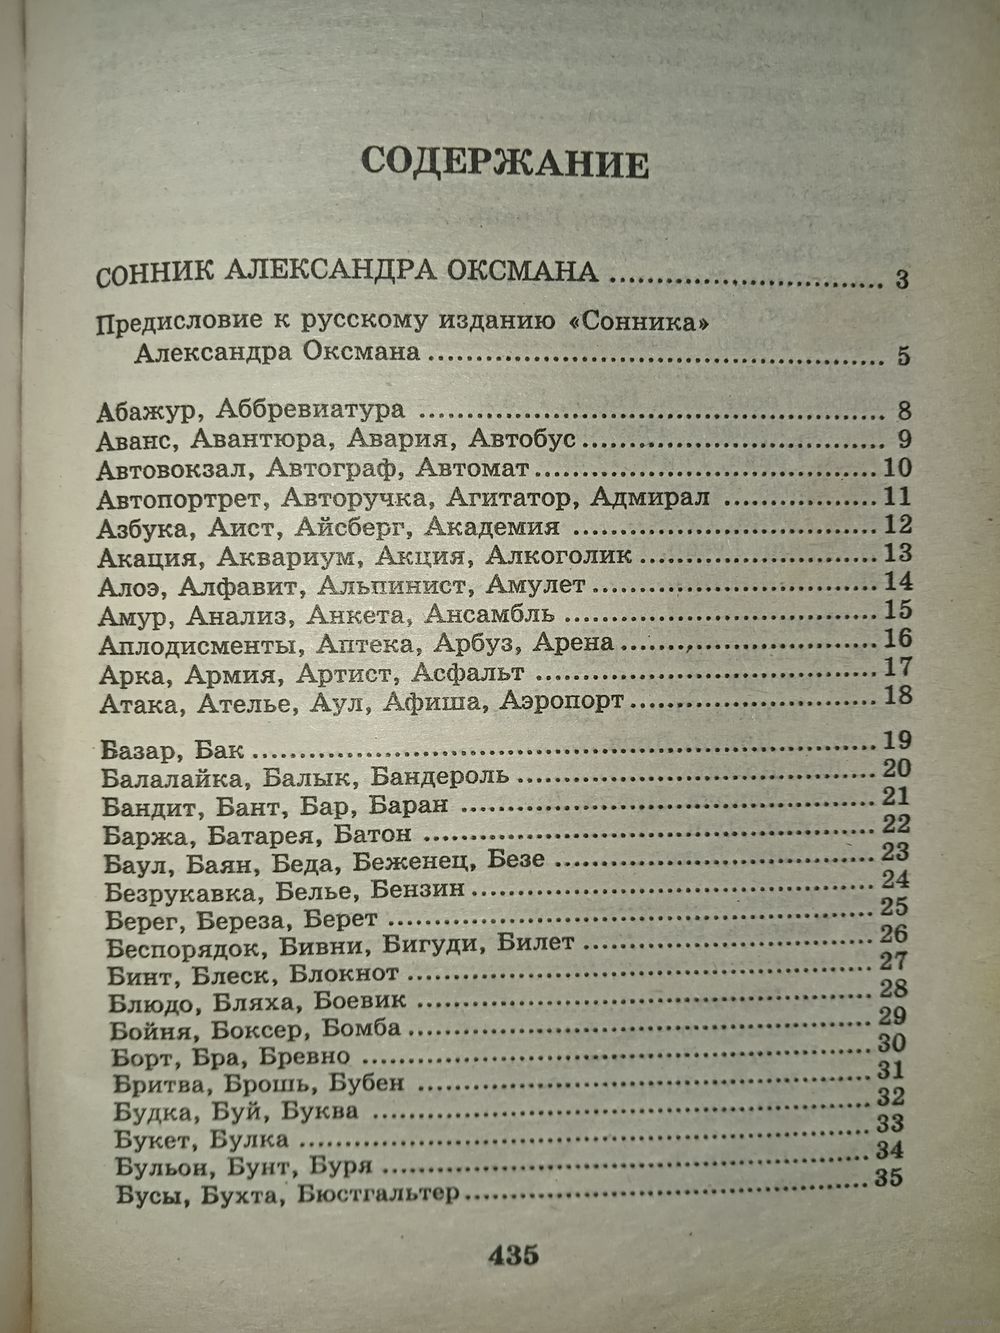 СОДЕРЖАНИЕ
СОННИК АЛЕКСАНДРА ОКСМАНА ........................ 3
Предисловие к русскому изданию «Сонника»
Александра Оксмана ........................ 5
Абажур, Аббревиатура ........................ 8
Аванс, Авантюра, Авария, Автобус ........................ 9
Автовокзал, Автограф, Автомат ........................ 10
Автопортрет, Авторучка, Агитатор, Адмирал ........................ 11
Азбука, Аист, Айсберг, Академия ........................ 12
Акация, Аквариум, Акция, Алкоголик ........................ 13
Алоэ, Алфавит, Альпинист, Амулет ........................ 14
Амур, Анализ, Анкета, Ансамбль ........................ 15
Аплодисменты, Аптека, Арбуз, Арена ........................ 16
Арка, Армия, Артист, Асфальт ........................ 17
Атака, Ателье, Аул, Афиша, Аэропорт ........................ 18
Базар, Бак ........................ 19
Балалайка, Балык, Бандероль ........................ 20
Бандит, Бант, Бар, Баран ........................ 21
Баржа, Батарея, Батон ........................ 22
Баул, Баян, Беда, Беженец, Безе ........................ 23
Безрукавка, Белье, Бензин ........................ 24
Берег, Береза, Берет ........................ 25
Беспорядок, Бивни, Бигуди, Билет ........................ 26
Бинт, Блеск, Блокнот ........................ 27
Блюдо, Бляха, Боевик ........................ 28
Бойня, Боксер, Бомба ........................ 29
Борт, Бра, Бревно ........................ 30
Бритва, Брошь, Бубен ........................ 31
Будка, Буй, Буква ........................ 32
Букет, Булка ........................ 33
Бульон, Бунт, Буря ........................ 34
Бусы, Бухта, Бюстгальтер ........................ 35
435